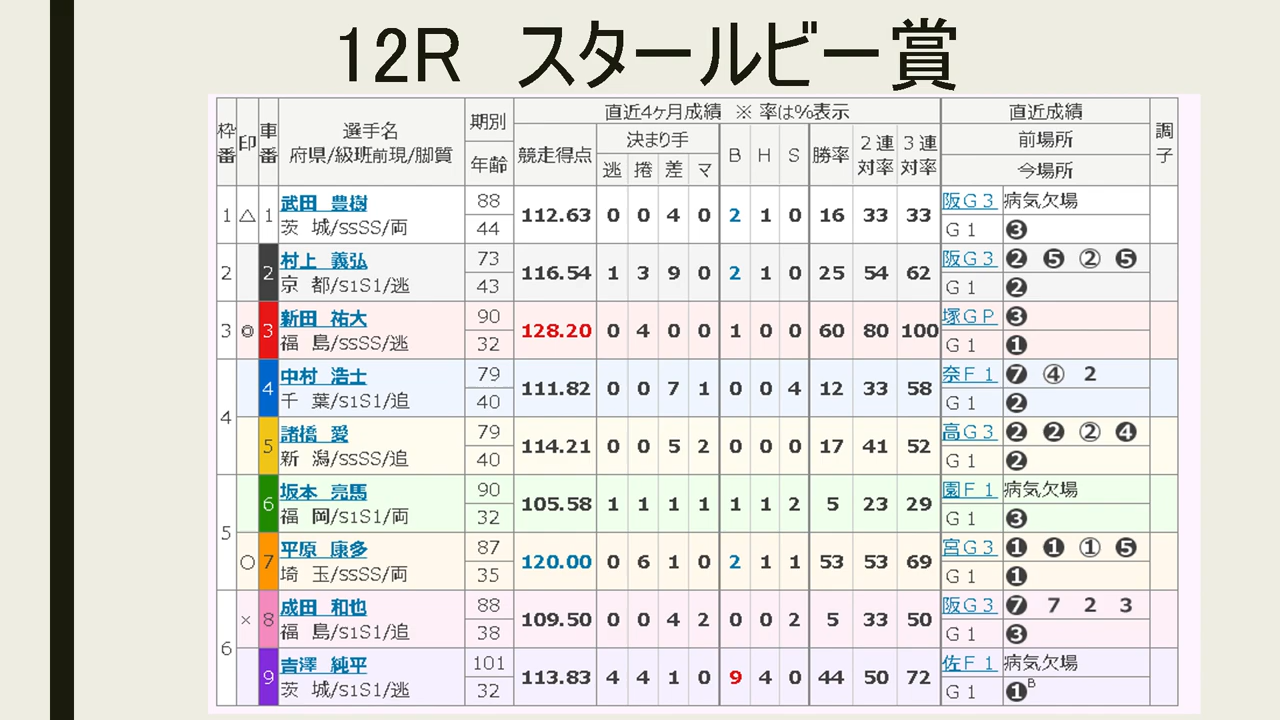 12R スタールビー賞
枠番 印 車番 選手名 府県/級班前現/脚質 期別 年齢 直近4ヶ月成績 ※ 率は%表示 直近成績 調子
競走得点 決まり手 B H S 勝率 2連対率 3連対率 前場所
逃 捲 差 マ 今場所
1 △ 1 武田 豊樹 88 112.63 0 0 4 0 2 1 0 16 33 33 阪G3 病気欠場
茨 城/SSSS/両 44 G1 ❸
2 2 村上 義弘 73 116.54 1 3 9 0 2 1 0 25 54 62 阪G3 ❷ ❺ ② ❺
京 都/S1S1/逃 43 G1 ❷
3 ◎ 3 新田 祐大 90 128.20 0 4 0 0 1 0 0 60 80 100 塚GP ❸
福 島/SSSS/逃 32 G1 ❶
4 4 中村 浩士 79 111.82 0 0 7 1 0 0 4 12 33 58 奈F1 ❼ ④ 2
千 葉/S1S1/追 40 G1 ❷
5 諸橋 愛 79 114.21 0 0 5 2 0 0 0 17 41 52 高G3 ❷ ❷ ② ❹
新 潟/SSSS/追 40 G1 ❷
5 6 坂本 亮馬 90 105.58 1 1 1 1 1 1 2 5 23 29 園F1 病気欠場
福 岡/S1S1/両 32 G1 ❸
○ 7 平原 康多 87 120.00 0 6 1 0 2 1 1 53 53 69 宮G3 ❶ ❶ ① ❺
埼 玉/SSSS/両 35 G1 ❶
6 × 8 成田 和也 88 109.50 0 0 4 2 0 0 2 5 33 50 阪G3 ❼ 7 2 3
福 島/S1S1/追 38 G1 ❸
9 吉澤 純平 101 113.83 4 4 1 0 9 4 0 44 50 72 佐F1 病気欠場
茨 城/S1S1/逃 32 G1 ❶B